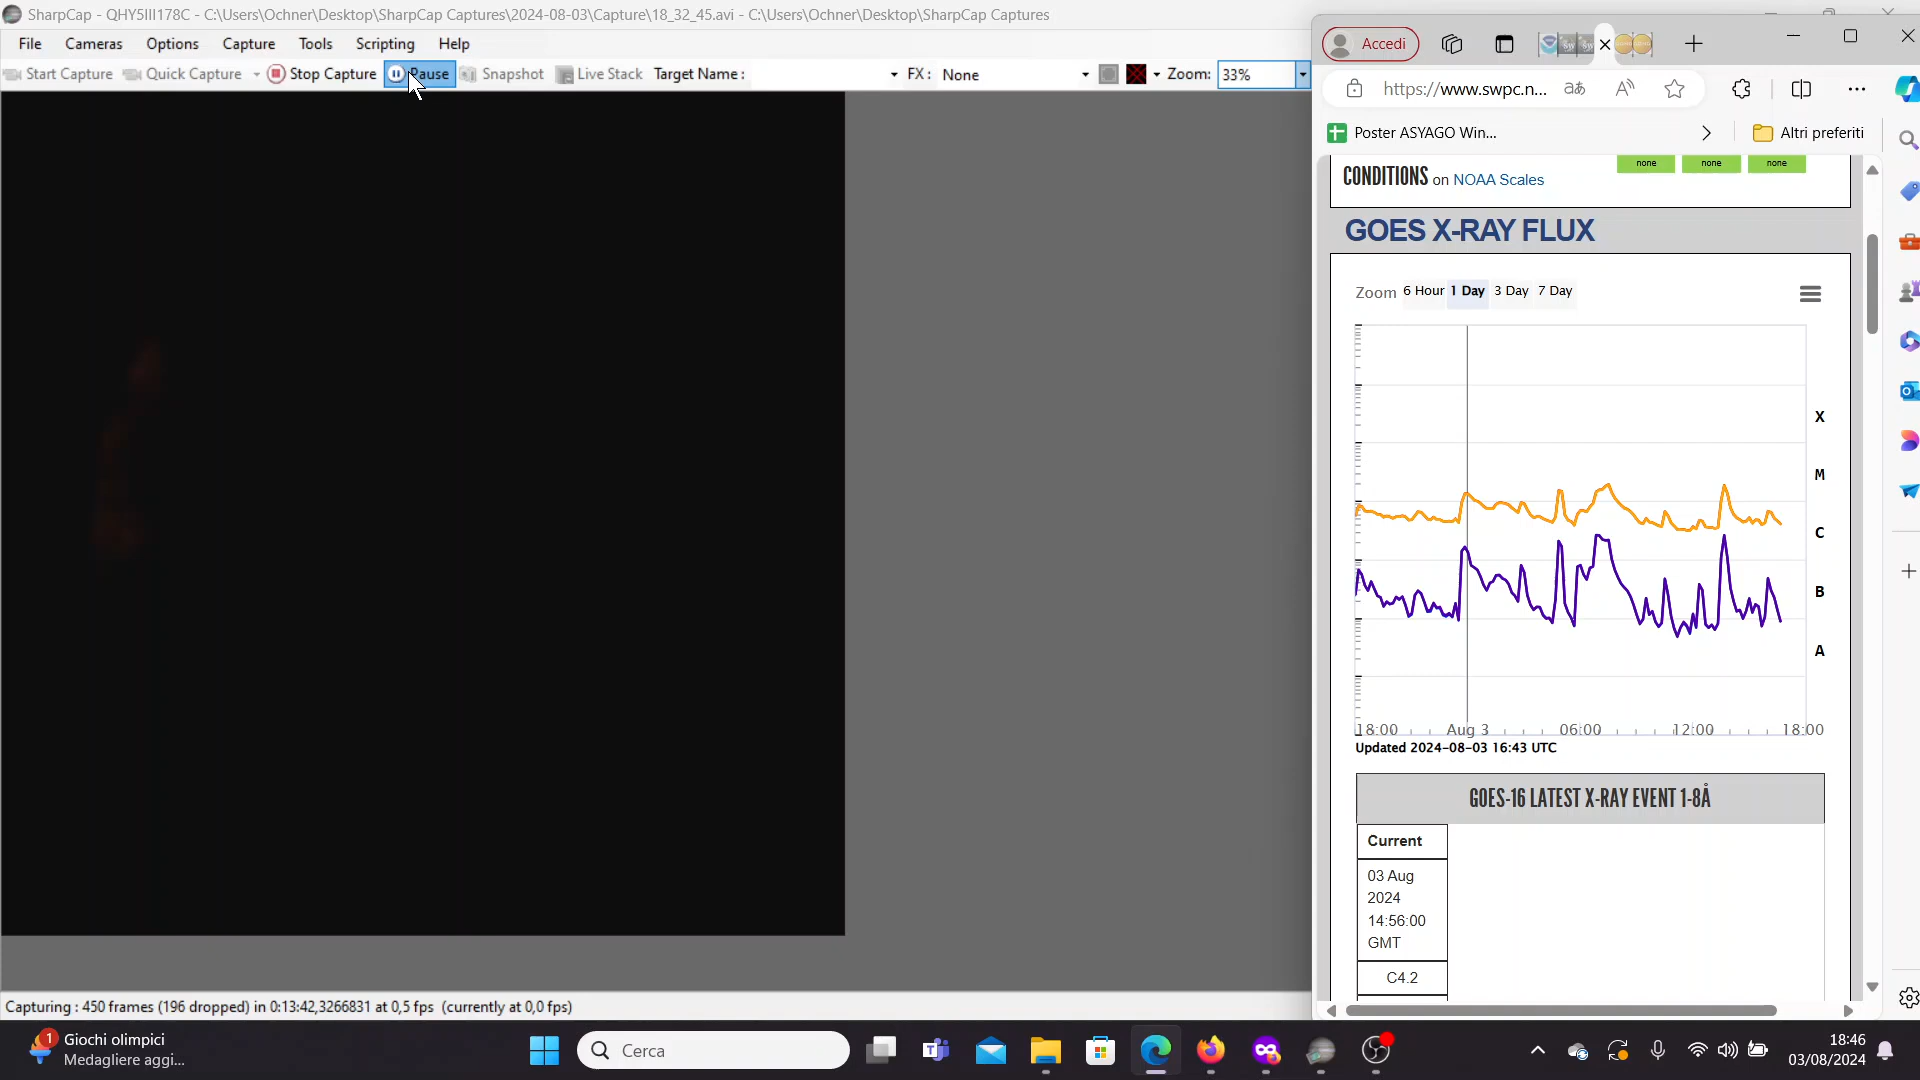 SharpCap - QHY5III178C - C:\Users\Ochner\Desktop\SharpCap Captures\2024-08-03\Capture\18_32_45.avi - C:\Users\Ochner\Desktop\SharpCap Captures
File Cameras Options Capture Tools Scripting Help
Start Capture Quick Capture Stop Capture Pause Snapshot Live Stack Target Name : FX : None Zoom: 33%
Accedi
https://www.swpc.n...
Poster ASYAGO Win...
Altri preferiti
none none none
CONDITIONS on NOAA Scales
GOES X-RAY FLUX
Zoom 6 Hour 1 Day 3 Day 7 Day
X
M
C
B
A
18:00 Aug 3 06:00 12:00 18:00
Updated 2024-08-03 16:43 UTC
GOES-16 LATEST X-RAY EVENT 1-8Å
Current
03 Aug
2024
14:56:00
GMT
C4.2
Capturing : 450 frames (196 dropped) in 0:13:42,3266831 at 0,5 fps (currently at 0,0 fps)
1
Giochi olimpici
Medagliere aggi...
Cerca
18:46
03/08/2024